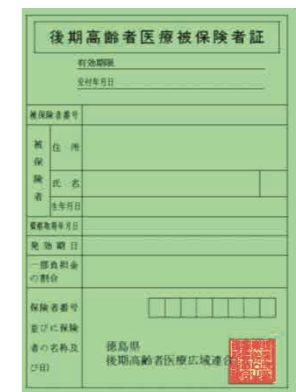 後期高齢者医療被保険者証
有効期限
交付年月日
被保険者番号
被保険者
住所
氏名
生年月日
資格取得年月日
発効期日
一部負担金
の割合
保険者番号
並びに保険
者の名称及
び印
徳島県
後期高齢者医療広域連合